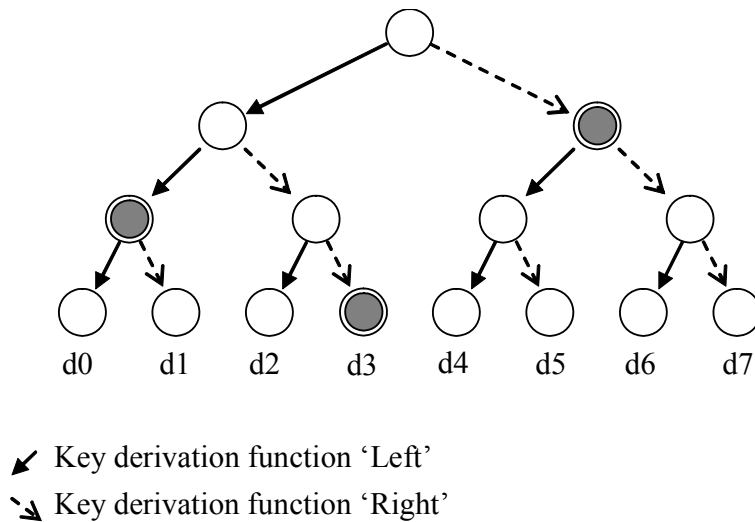 d0 d1 d2 d3 d4 d5 d6 d7
Key derivation function ‘Left’
Key derivation function ‘Right’